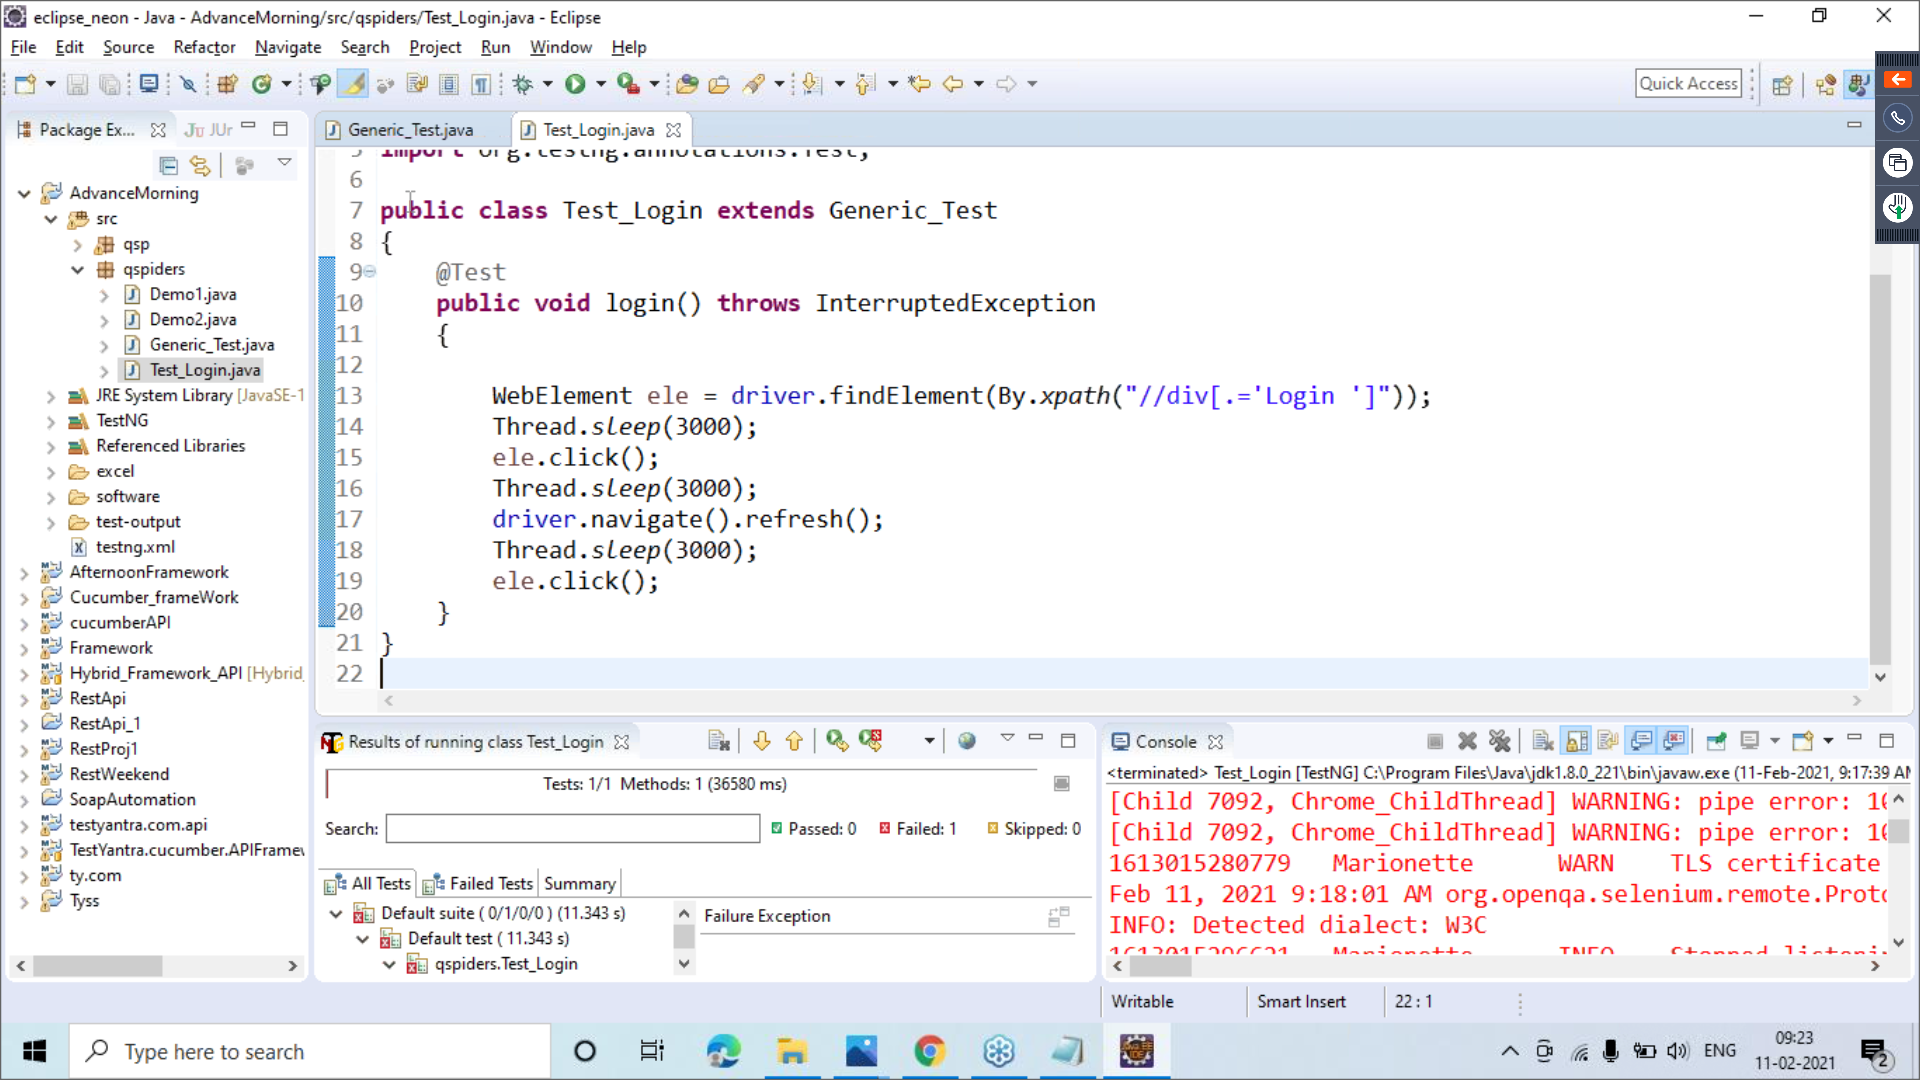 eclipse_neon - Java - AdvanceMorning/src/qspiders/Test_Login.java - Eclipse
File Edit Source Refactor Navigate Search Project Run Window Help
Quick Access
Package Ex... JUr
AdvanceMorning
src
qsp
qspiders
Demo1.java
Demo2.java
Generic_Test.java
Test_Login.java
JRE System Library [JavaSE-1
TestNG
Referenced Libraries
excel
software
test-output
testng.xml
AfternoonFramework
Cucumber_frameWork
cucumberAPI
Framework
Hybrid_Framework_API [Hybrid_
RestApi
RestApi_1
RestProj1
RestWeekend
SoapAutomation
testyantra.com.api
TestYantra.cucumber.APIFramew
ty.com
Tyss
Generic_Test.java Test_Login.java
5 import org.testng.annotations.Test;
6
7 public class Test_Login extends Generic_Test
8 {
9 @Test
10 public void login() throws InterruptedException
11 {
12
13 WebElement ele = driver.findElement(By.xpath("//div[.='Login ']"));
14 Thread.sleep(3000);
15 ele.click();
16 Thread.sleep(3000);
17 driver.navigate().refresh();
18 Thread.sleep(3000);
19 ele.click();
20 }
21 }
22
Results of running class Test_Login
Tests: 1/1 Methods: 1 (36580 ms)
Search: Passed: 0 Failed: 1 Skipped: 0
All Tests Failed Tests Summary
Default suite ( 0/1/0/0 ) (11.343 s)
Default test ( 11.343 s)
qspiders.Test_Login
Failure Exception
Console
<terminated> Test_Login [TestNG] C:\Program Files\Java\jdk1.8.0_221\bin\javaw.exe (11-Feb-2021, 9:17:39 AM
[Child 7092, Chrome_ChildThread] WARNING: pipe error: 10
[Child 7092, Chrome_ChildThread] WARNING: pipe error: 10
1613015280779 Marionette WARN TLS certificate
Feb 11, 2021 9:18:01 AM org.openqa.selenium.remote.Proto
INFO: Detected dialect: W3C
Marionette INFO Stopped
Writable Smart Insert 22 : 1
Type here to search
ENG
09:23
11-02-2021
2